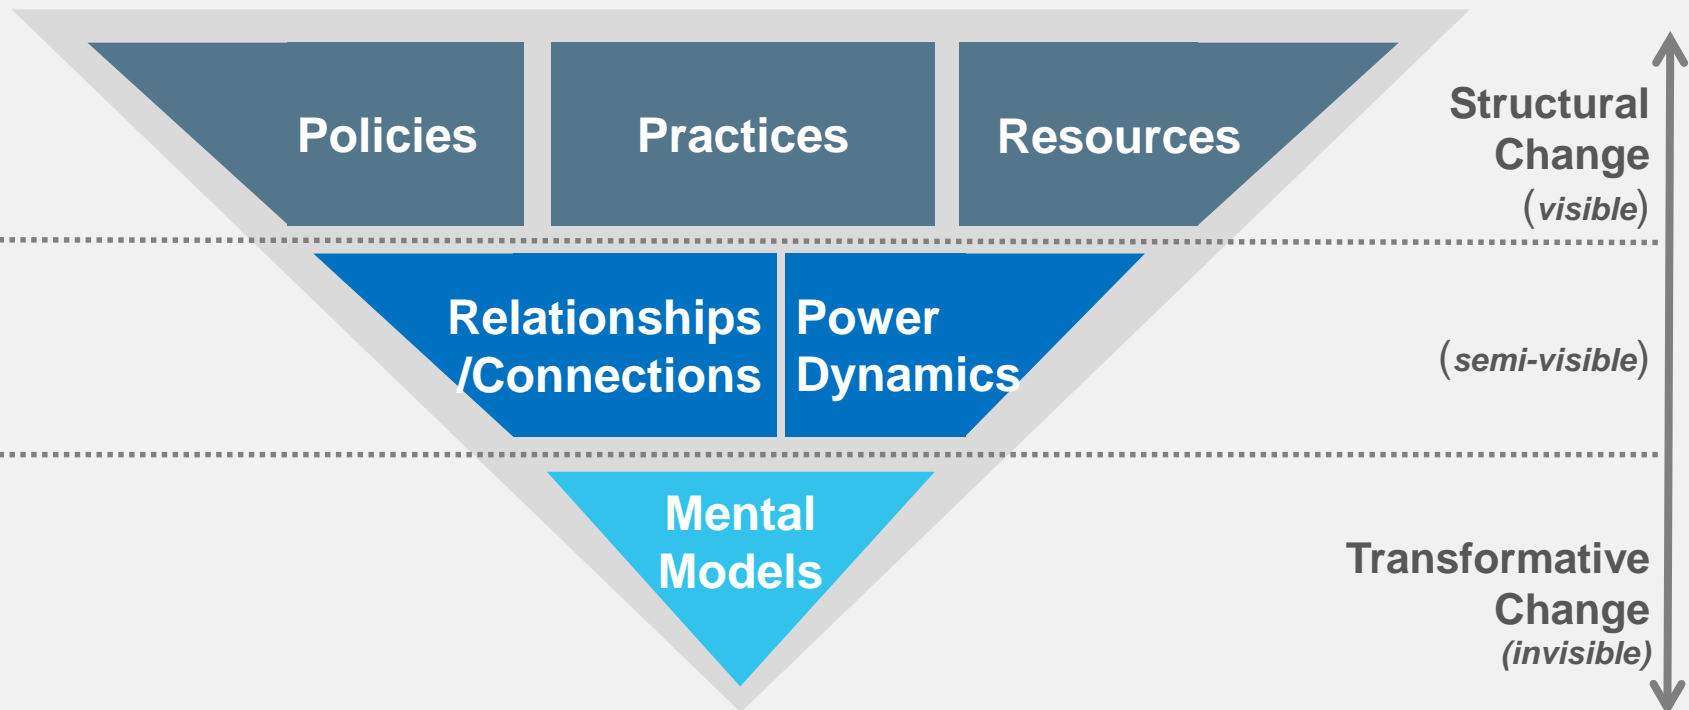 Policies
Practices
Resources
Structural
Change
(visible)
Relationships
/Connections
Power
Dynamics
(semi-visible)
Mental
Models
Transformative
Change
(invisible)